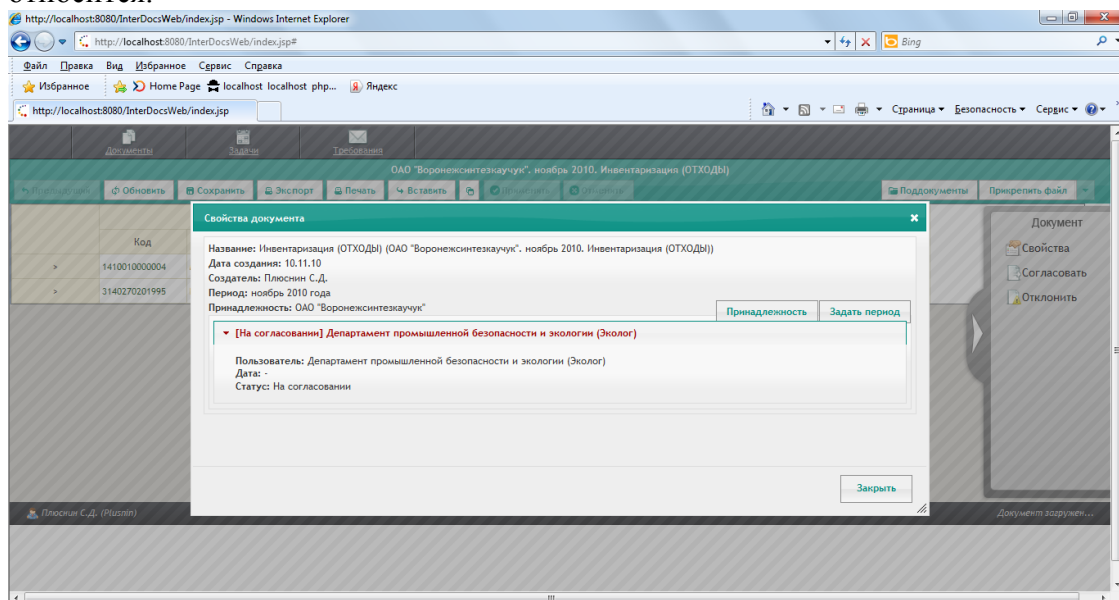 относится.
http://localhost:8080/InterDocsWeb/index.jsp - Windows Internet Explorer
http://localhost:8080/InterDocsWeb/index.jsp#
Bing
Файл Правка Вид Избранное Сервис Справка
Избранное Home Page localhost localhost php... Яндекс
http://localhost:8080/InterDocsWeb/index.jsp Страница Безопасность Сервис
Документы Задачи Требования
ОАО "Воронежсинтезкаучук". ноябрь 2010. Инвентаризация (ОТХОДЫ)
Обновить Сохранить Экспорт Печать Вставить Поддокументы Прикрепить файл
Свойства документа
Документ
Код
Свойства
Согласовать
Отклонить
> 1410010000004
> 3140270201995
Название: Инвентаризация (ОТХОДЫ) (ОАО "Воронежсинтезкаучук". ноябрь 2010. Инвентаризация (ОТХОДЫ))
Дата создания: 10.11.10
Создатель: Плюснин С.Д.
Период: ноябрь 2010 года
Принадлежность: ОАО "Воронежсинтезкаучук"
Принадлежность Задать период
[На согласовании] Департамент промышленной безопасности и экологии (Эколог)
Пользователь: Департамент промышленной безопасности и экологии (Эколог)
Дата: -
Статус: На согласовании
Закрыть
Плюснин С.Д. (Plusnin) Документ загружен...